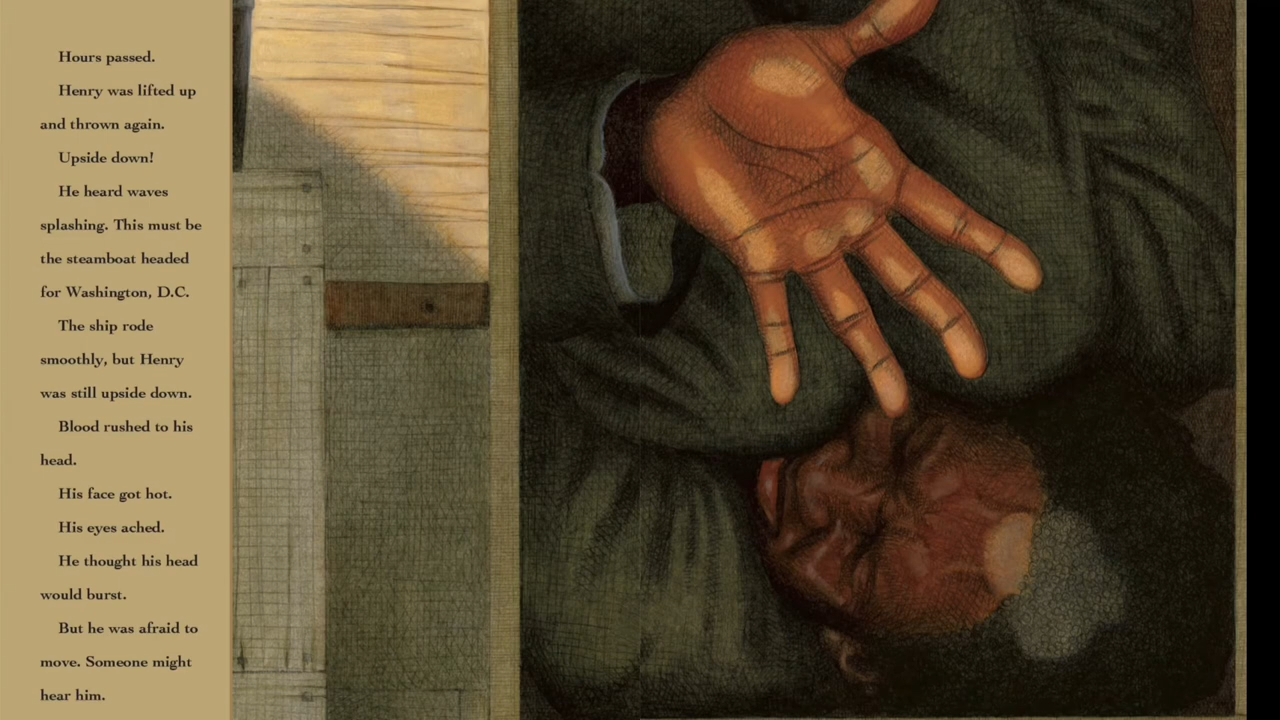 Hours passed.
Henry was lifted up
and thrown again.
Upside down!
He heard waves
splashing. This must be
the steamboat headed
for Washington, D.C.
The ship rode
smoothly, but Henry
was still upside down.
Blood rushed to his
head.
His face got hot.
His eyes ached.
He thought his head
would burst.
But he was afraid to
move. Someone might
hear him.